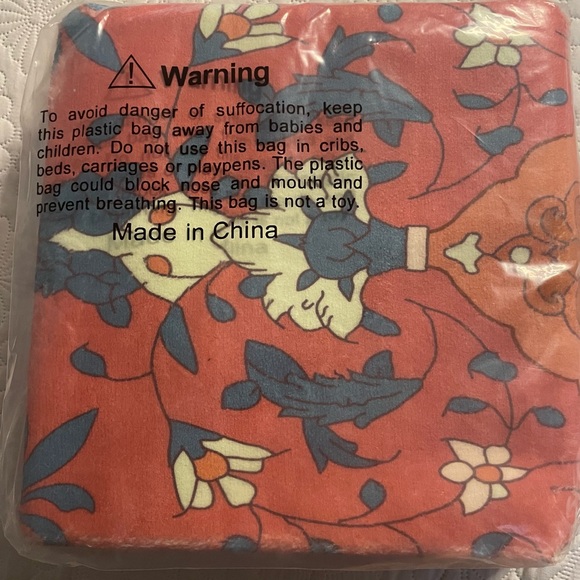 Warning
To avoid danger of suffocation, keep
this plastic bag away from babies and
children. Do not use this bag in cribs,
beds, carriages or playpens. The plastic
bag could block nose and mouth and
prevent breathing. This bag is not a toy.
Made in China